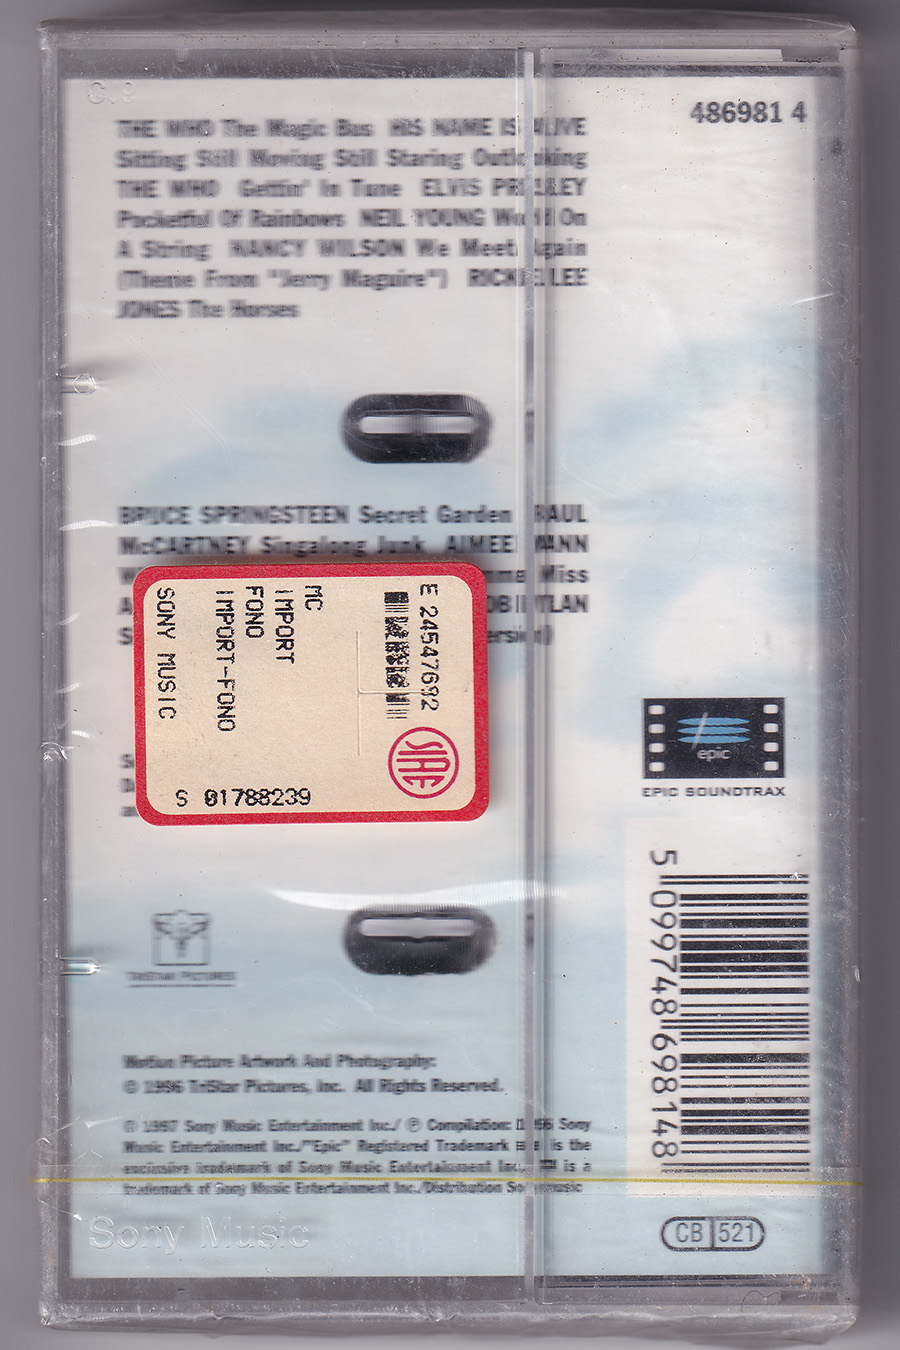 C.9
486981 4
THE WHO The Magic Bus HIS NAME IS ALIVE
Sitting Still Moving Still Staring Outlooking
THE WHO Gettin' In Tune ELVIS PRESLEY
Pocketful Of Rainbows NEIL YOUNG World On
A String NANCY WILSON We Meet Again
(Theme From "Jerry Maguire") RICKIE LEE
JONES The Horses
BRUCE SPRINGSTEEN Secret Garden PAUL
McCARTNEY Singalong Junk AIMEE MANN
Miss
DYLAN
E 24547692
MC
IMPORT
FONO
IMPORT-FONO
SONY MUSIC
SIAE
S 01788239
epic
EPIC SOUNDTRAX
5 099748 698148
TRISTAR PICTURES
Motion Picture Artwork And Photography:
© 1996 TriStar Pictures, Inc. All Rights Reserved.
© 1997 Sony Music Entertainment Inc./ ℗ Compilation: 1996 Sony
Music Entertainment Inc./"Epic" Registered Trademark is the
exclusive trademark of Sony Music Entertainment Inc. is a
trademark of Sony Music Entertainment Inc./Distribution Sony music
Sony Music
CB 521